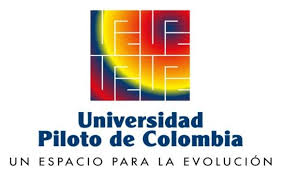 Universidad
Piloto de Colombia
UN ESPACIO PARA LA EVOLUCIÓN